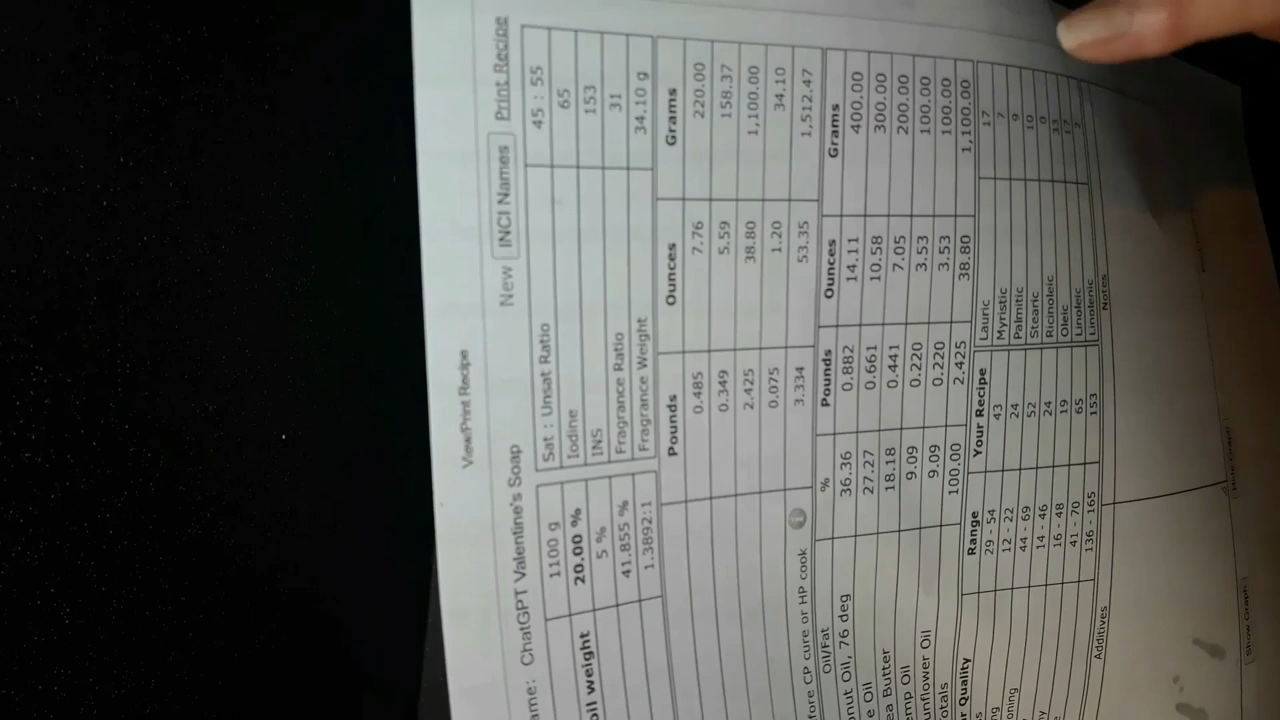 View/Print Recipe
ame: ChatGPT Valentine's Soap New INCI Names Print Recipe
1100 g Sat : Unsat Ratio 45 : 55
oil weight 20.00 % Iodine 65
5 % INS 153
41.855 % Fragrance Ratio 31
1.3892:1 Fragrance Weight 34.10 g
Pounds Ounces Grams
0.485 7.76 220.00
0.349 5.59 158.37
2.425 38.80 1,100.00
0.075 1.20 34.10
fore CP cure or HP cook 3.334 53.35 1,512.47
Oil/Fat % Pounds Ounces Grams
onut Oil, 76 deg 36.36 0.882 14.11 400.00
e Oil 27.27 0.661 10.58 300.00
ea Butter 18.18 0.441 7.05 200.00
emp Oil 9.09 0.220 3.53 100.00
unflower Oil 9.09 0.220 3.53 100.00
otals 100.00 2.425 38.80 1,100.00
r Quality Range Your Recipe Lauric 17
s 29 - 54 43 Myristic 7
ng 12 - 22 24 Palmitic 9
oning 44 - 69 52 Stearic 10
14 - 46 24 Ricinoleic 0
hy 16 - 48 19 Oleic 33
e 41 - 70 65 Linoleic 17
136 - 165 153 Linolenic 2
Additives Notes
Show Graph